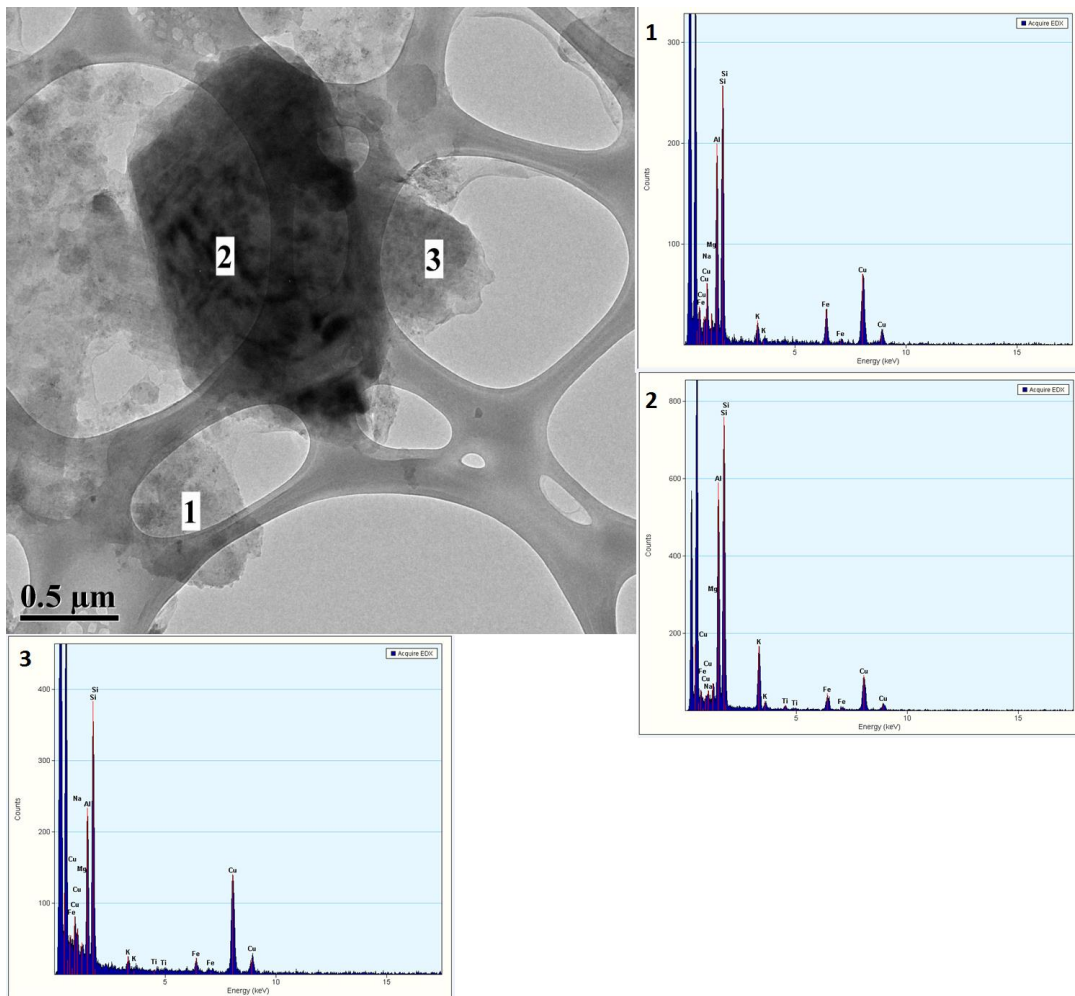 2
3
1
0.5 µm
1
Acquire EDX
300
200
100
Counts
Si
Si
Al
Mg
Na
Cu
Cu
Cu
Fe
K
K
Fe
Fe
Cu
Cu
5
10
15
Energy (keV)
2
Acquire EDX
800
600
400
200
Counts
Si
Si
Al
Mg
Cu
Cu
Fe
Cu
Na
K
K
Ti
Ti
Fe
Fe
Cu
Cu
5
10
15
Energy (keV)
3
Acquire EDX
400
300
200
100
Counts
Si
Si
Na
Al
Cu
Mg
Cu
Cu
Fe
K
K
Ti
Ti
Fe
Fe
Cu
Cu
5
10
15
Energy (keV)